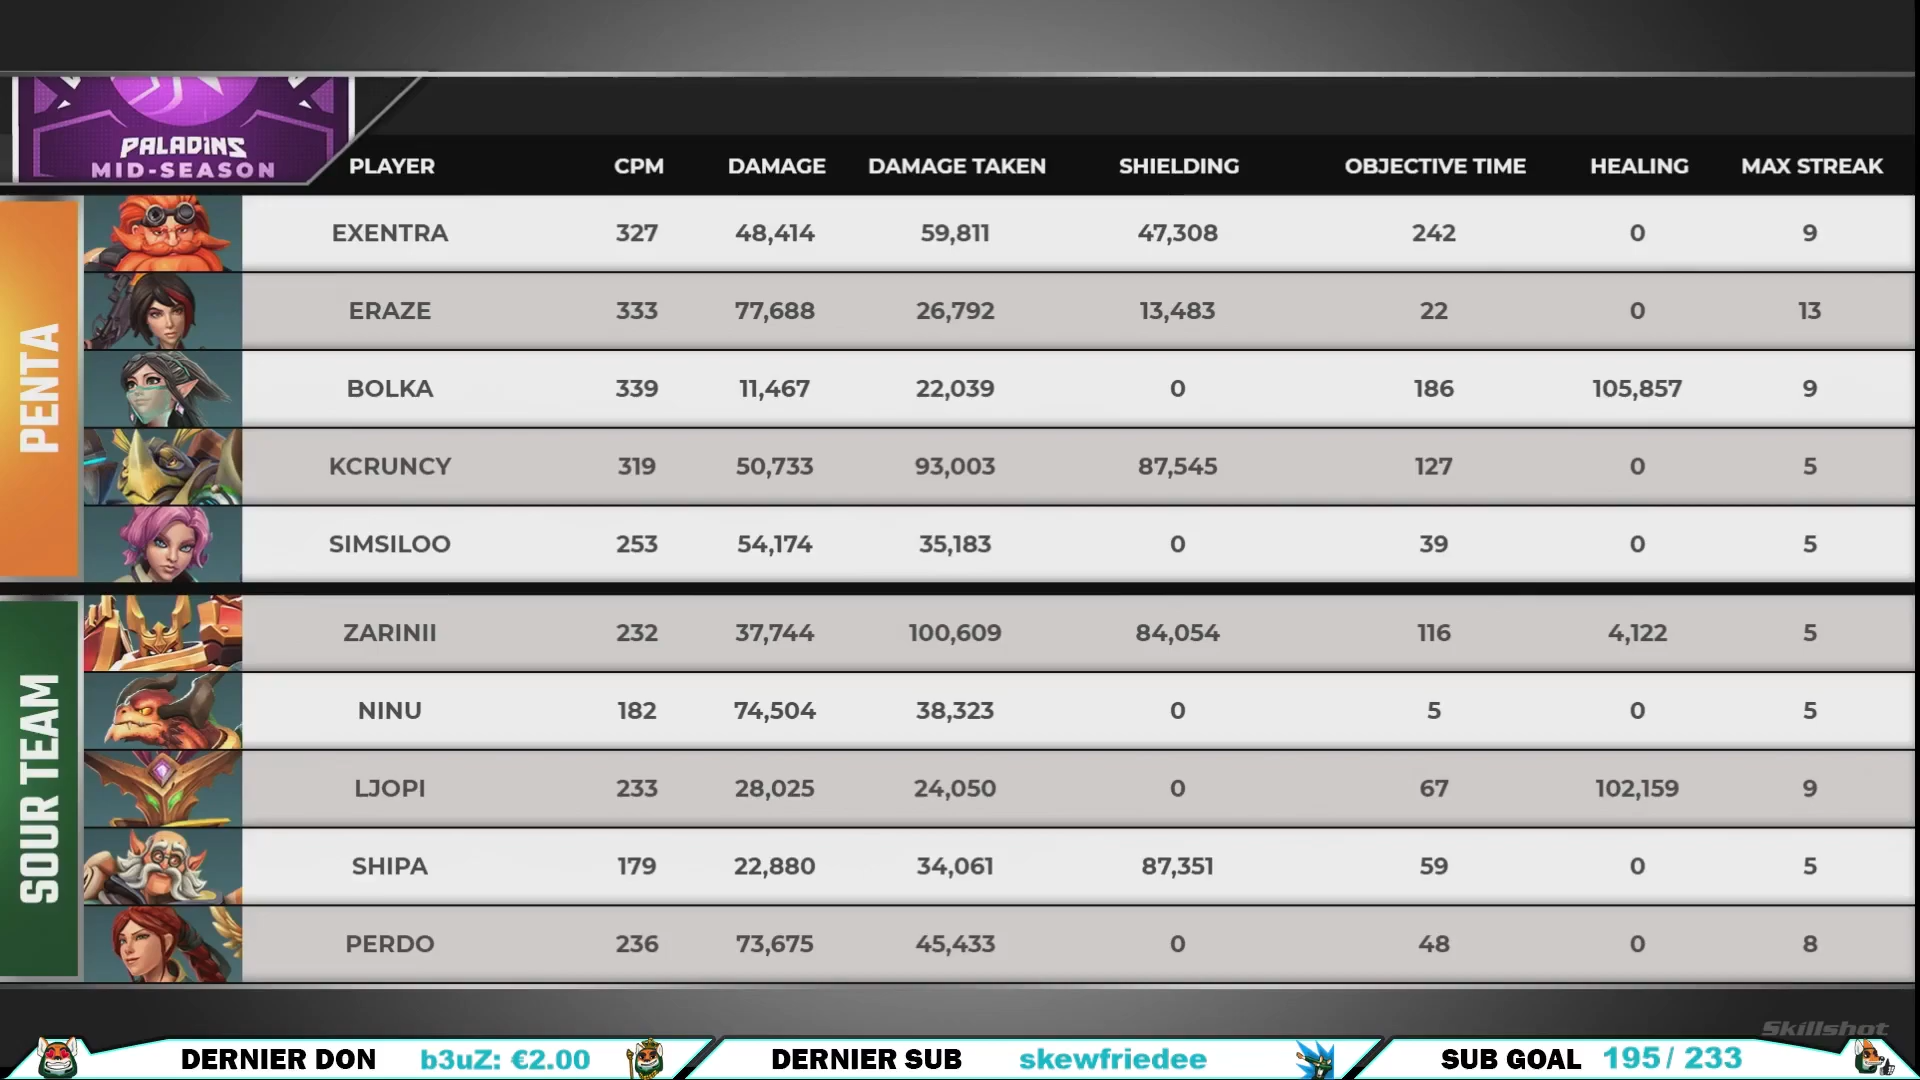 PALADINS
MID-SEASON
PLAYER CPM DAMAGE DAMAGE TAKEN SHIELDING OBJECTIVE TIME HEALING MAX STREAK
PENTA
EXENTRA 327 48,414 59,811 47,308 242 0 9
ERAZE 333 77,688 26,792 13,483 22 0 13
BOLKA 339 11,467 22,039 0 186 105,857 9
KCRUNCY 319 50,733 93,003 87,545 127 0 5
SIMSILOO 253 54,174 35,183 0 39 0 5
SOUR TEAM
ZARINII 232 37,744 100,609 84,054 116 4,122 5
NINU 182 74,504 38,323 0 5 0 5
LJOPI 233 28,025 24,050 0 67 102,159 9
SHIPA 179 22,880 34,061 87,351 59 0 5
PERDO 236 73,675 45,433 0 48 0 8
Skillshot
DERNIER DON b3uZ: €2.00 DERNIER SUB skewfriedee SUB GOAL 195 / 233